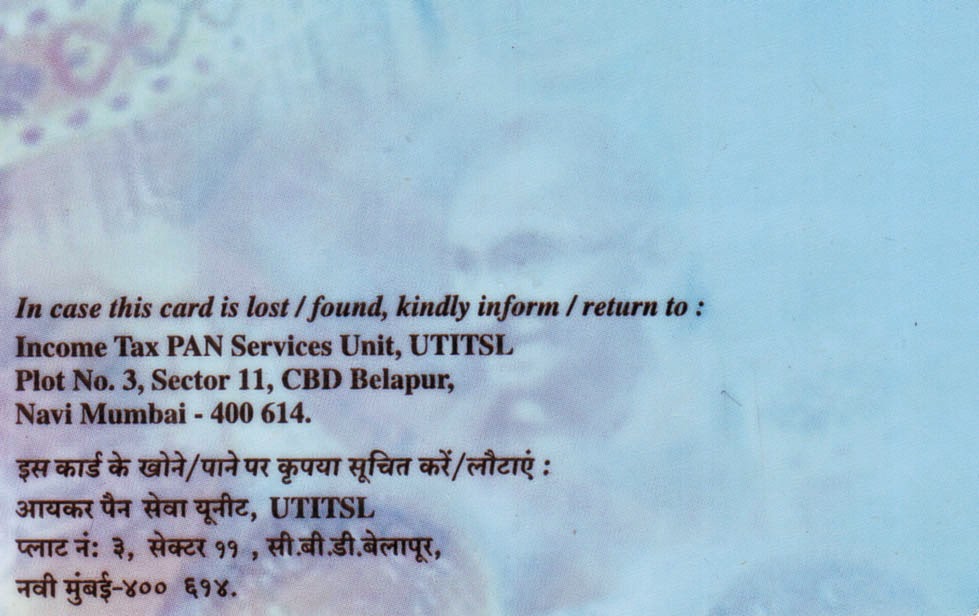 In case this card is lost / found, kindly inform / return to :
Income Tax PAN Services Unit, UTITSL
Plot No. 3, Sector 11, CBD Belapur,
Navi Mumbai - 400 614.
इस कार्ड के खोने/पाने पर कृपया सूचित करें/लौटाएं :
आयकर पैन सेवा यूनीट, UTITSL
प्लाट नं: ३, सेक्टर ११ , सी.बी.डी.बेलापूर,
नवी मुंबई-४०० ६१४.